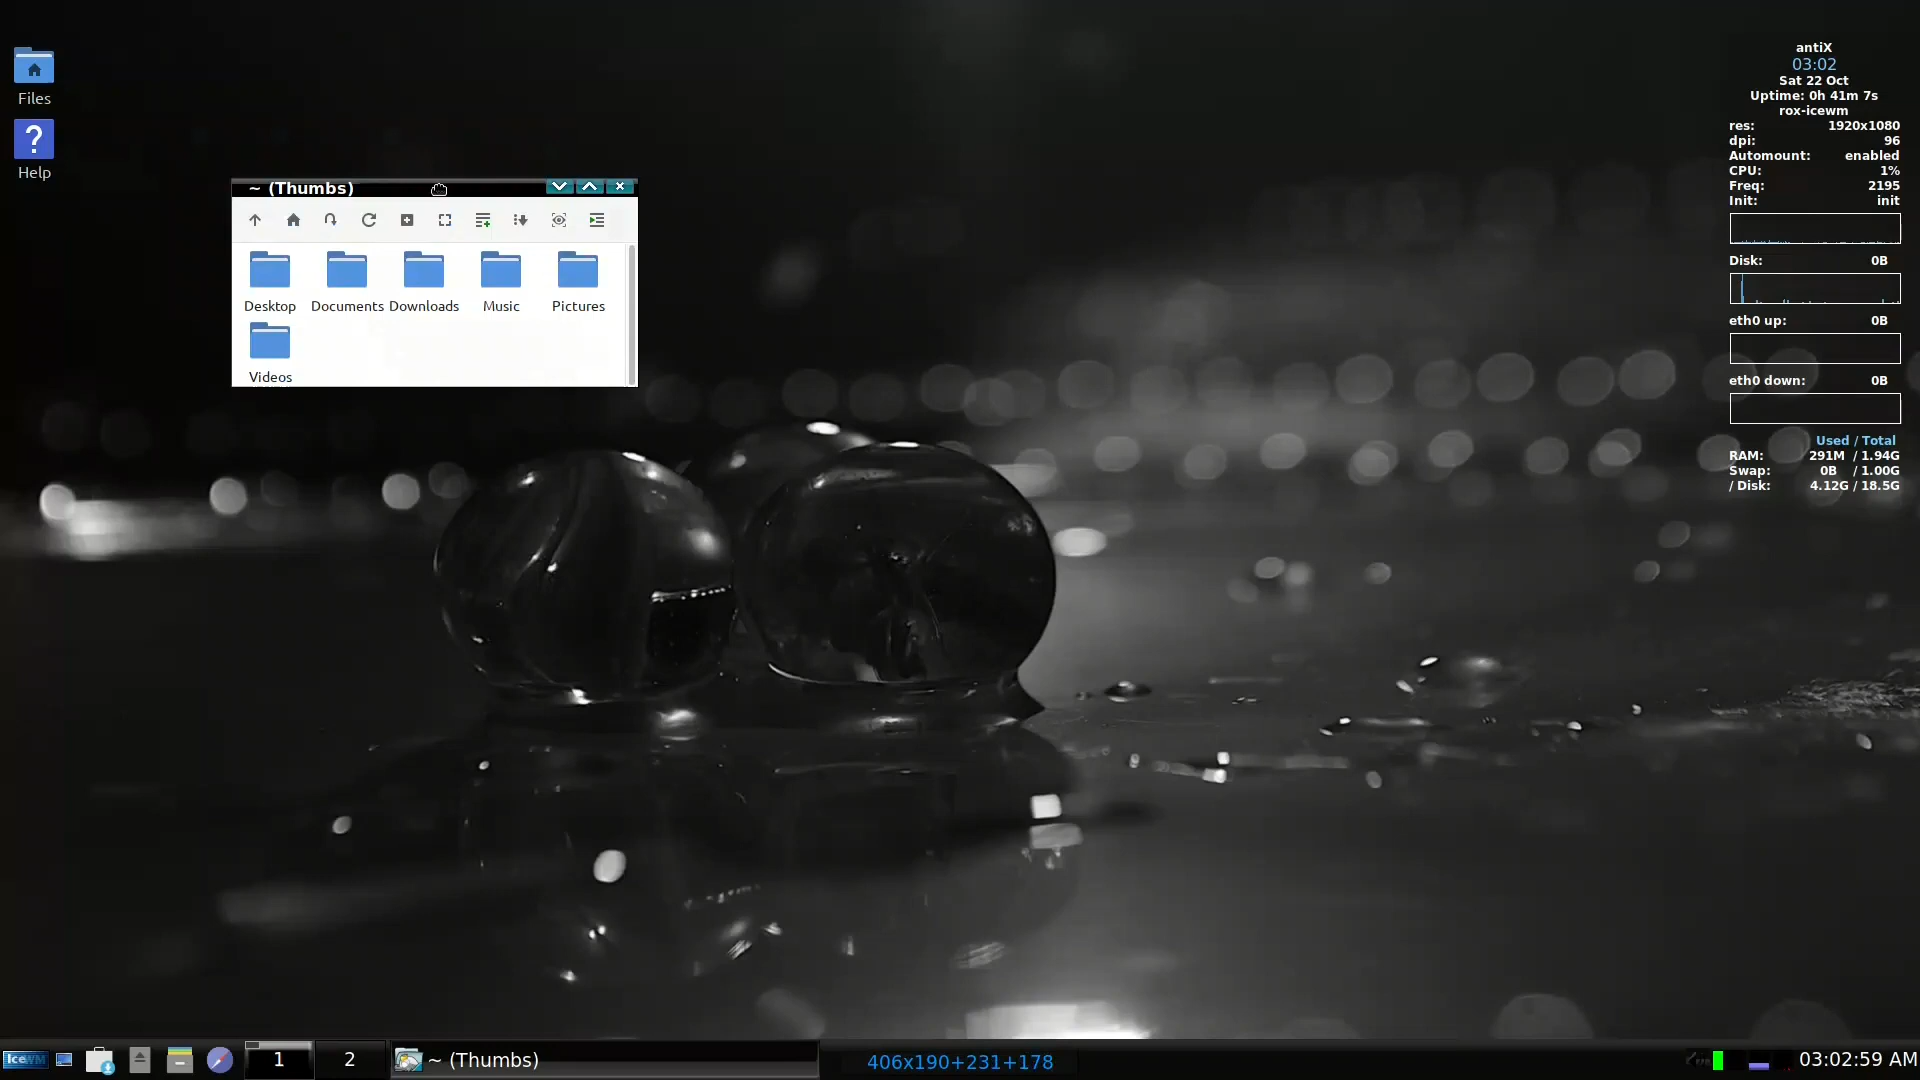 Files
Help
~ (Thumbs)
Desktop
Documents
Downloads
Music
Pictures
Videos
antiX
03:02
Sat 22 Oct
Uptime: 0h 41m 7s
rox-icewm
res: 1920x1080
dpi: 96
Automount: enabled
CPU: 1%
Freq: 2195
Init: init
Disk: 0B
eth0 up: 0B
eth0 down: 0B
Used / Total
RAM: 291M / 1.94G
Swap: 0B / 1.00G
/ Disk: 4.12G / 18.5G
IceWM
1
2
~ (Thumbs)
406x190+231+178
03:02:59 AM